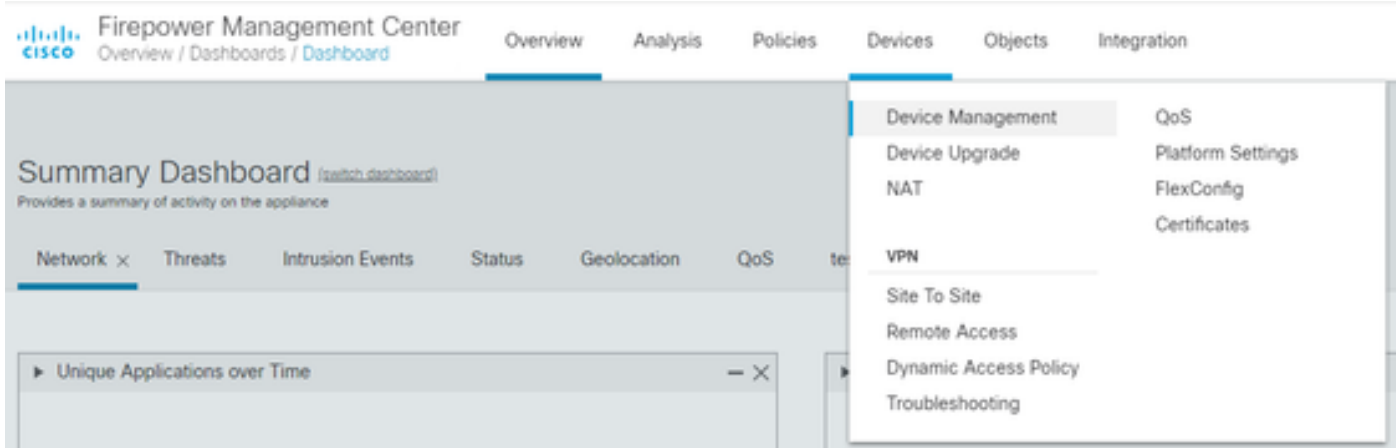 CISCO
Firepower Management Center
Overview / Dashboards / Dashboard
Overview Analysis Policies Devices Objects Integration
Device Management
Device Upgrade
NAT
VPN
Site To Site
Remote Access
Dynamic Access Policy
Troubleshooting
QoS
Platform Settings
FlexConfig
Certificates
Summary Dashboard (switch dashboard)
Provides a summary of activity on the appliance
Network × Threats Intrusion Events Status Geolocation QoS
Unique Applications over Time